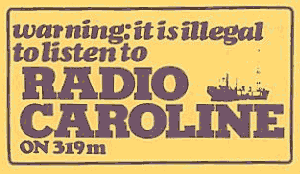 warning: it is illegal
to listen to
RADIO
CAROLINE
ON 319m